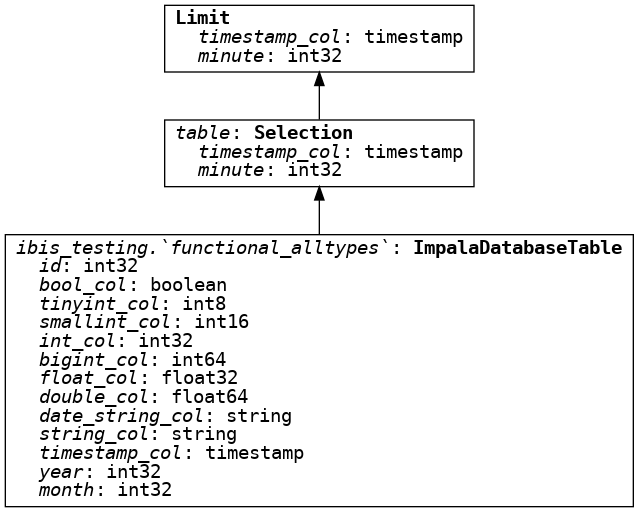 Limit
timestamp_col: timestamp
minute: int32
table: Selection
timestamp_col: timestamp
minute: int32
ibis_testing.`functional_alltypes`: ImpalaDatabaseTable
id: int32
bool_col: boolean
tinyint_col: int8
smallint_col: int16
int_col: int32
bigint_col: int64
float_col: float32
double_col: float64
date_string_col: string
string_col: string
timestamp_col: timestamp
year: int32
month: int32